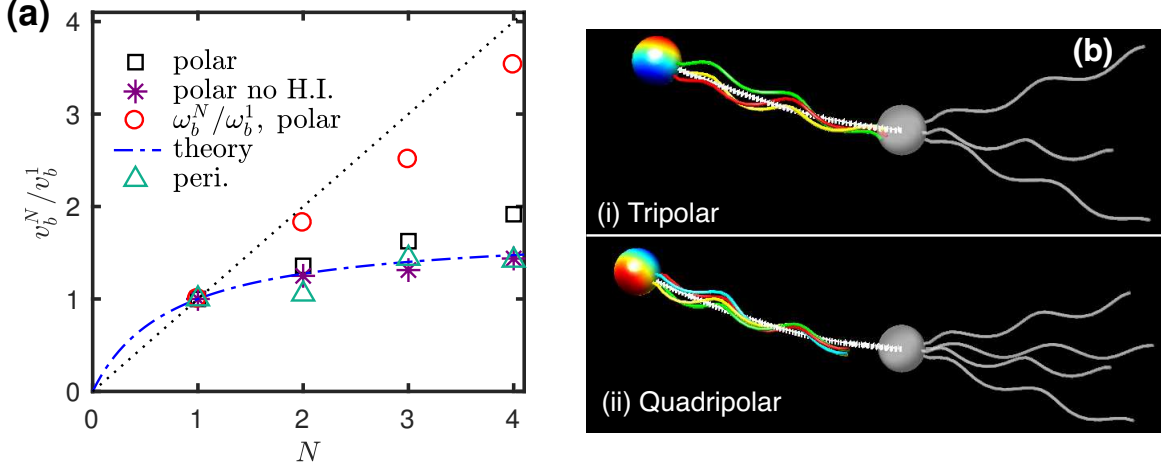 (a)
4
3
2
1
0
v_b^N/v_b^1
polar
polar no H.I.
ω_b^N/ω_b^1, polar
theory
peri.
0 1 2 3 4
N
(b)
(i) Tripolar
(ii) Quadripolar